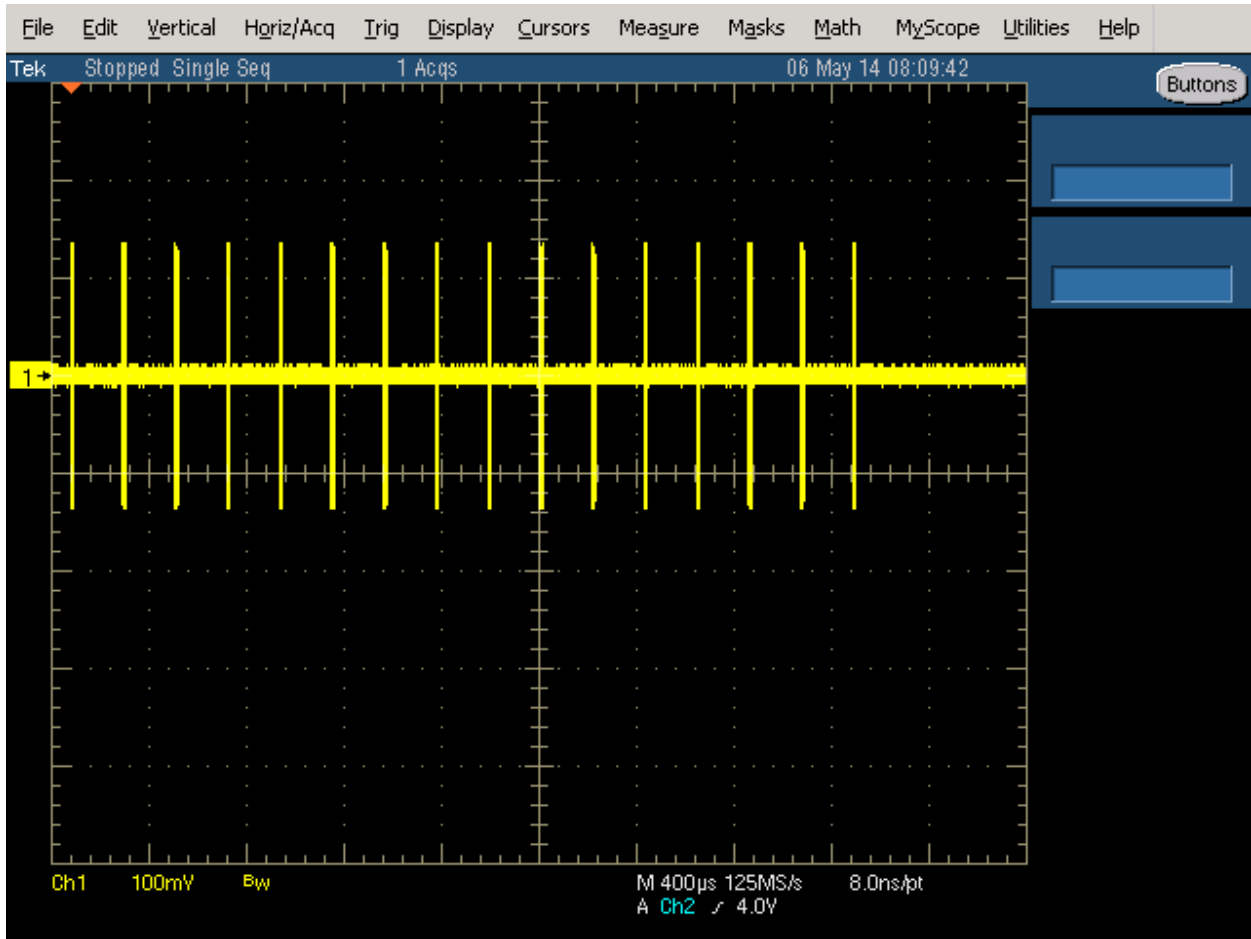 File Edit Vertical Horiz/Acq Trig Display Cursors Measure Masks Math MyScope Utilities Help
Tek Stopped Single Seq 1 Acqs 06 May 14 08:09:42
Buttons
1
Ch1 100mV Bw M 400µs 125MS/s 8.0ns/pt
A Ch2 4.0V